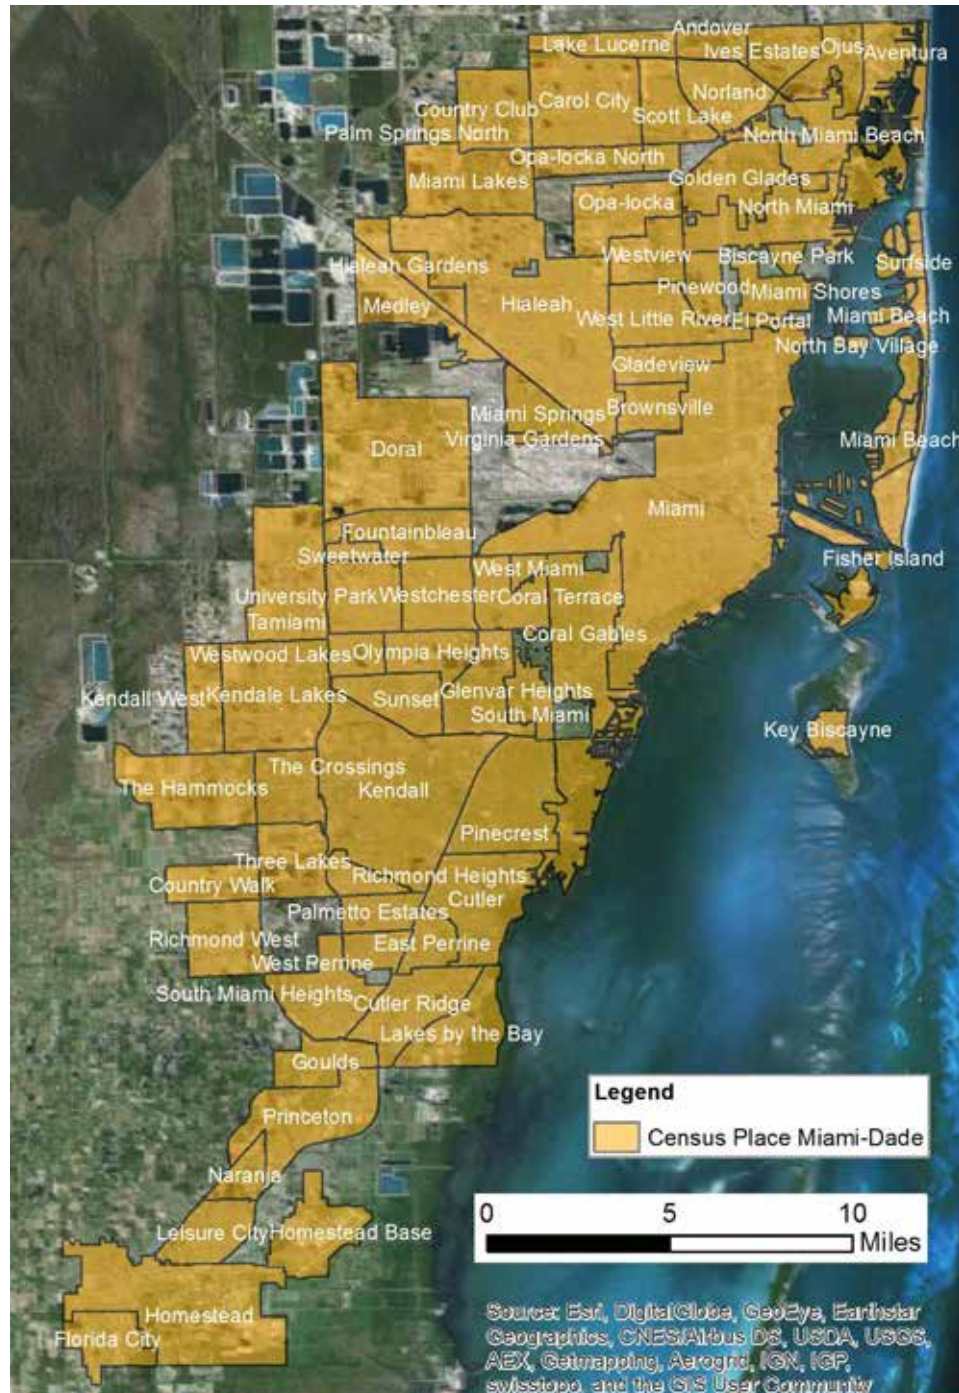 Andover
Lake Lucerne
Ives Estates
Ojus
Aventura
Country Club
Carol City
Norland
Scott Lake
Palm Springs North
North Miami Beach
Opa-locka North
Miami Lakes
Golden Glades
Opa-locka
North Miami
Westview
Biscayne Park
Surfside
Hialeah Gardens
Pinewood
Miami Shores
Medley
Hialeah
West Little River
El Portal
Miami Beach
North Bay Village
Gladeview
Miami Springs
Brownsville
Virginia Gardens
Miami Beach
Doral
Miami
Fountainbleau
Sweetwater
Fisher Island
West Miami
University Park
Westchester
Coral Terrace
Tamiami
Coral Gables
Westwood Lakes
Olympia Heights
Kendall West
Kendale Lakes
Sunset
Glenvar Heights
South Miami
Key Biscayne
The Crossings
The Hammocks
Kendall
Pinecrest
Three Lakes
Richmond Heights
Country Walk
Cutler
Palmetto Estates
Richmond West
East Perrine
West Perrine
South Miami Heights
Cutler Ridge
Lakes by the Bay
Goulds
Princeton
Naranja
Leisure City
Homestead Base
Homestead
Florida City
Legend
Census Place Miami-Dade
0 5 10
Miles
Source: Esri, DigitalGlobe, GeoEye, Earthstar
Geographics, CNES/Airbus DS, USDA, USGS,
AEX, Getmapping, Aerogrid, IGN, IGP,
swisstopo, and the GIS User Community